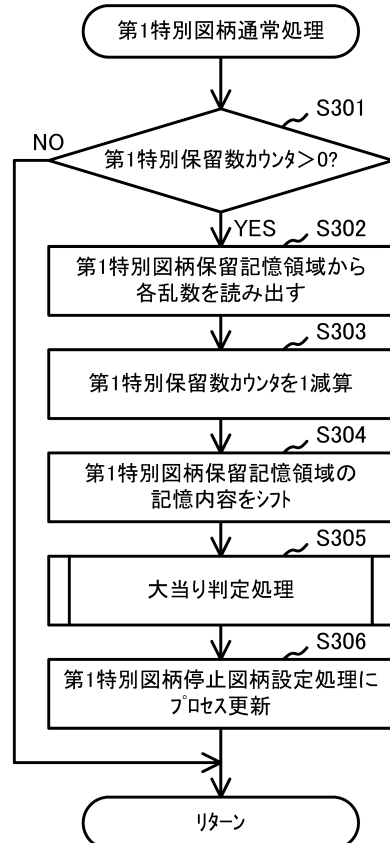 第1特別図柄通常処理
S301
NO
第1特別保留数カウンタ＞0?
YES
S302
第1特別図柄保留記憶領域から
各乱数を読み出す
S303
第1特別保留数カウンタを1減算
S304
第1特別図柄保留記憶領域の
記憶内容をシフト
S305
大当り判定処理
S306
第1特別図柄停止図柄設定処理に
プロセス更新
リターン